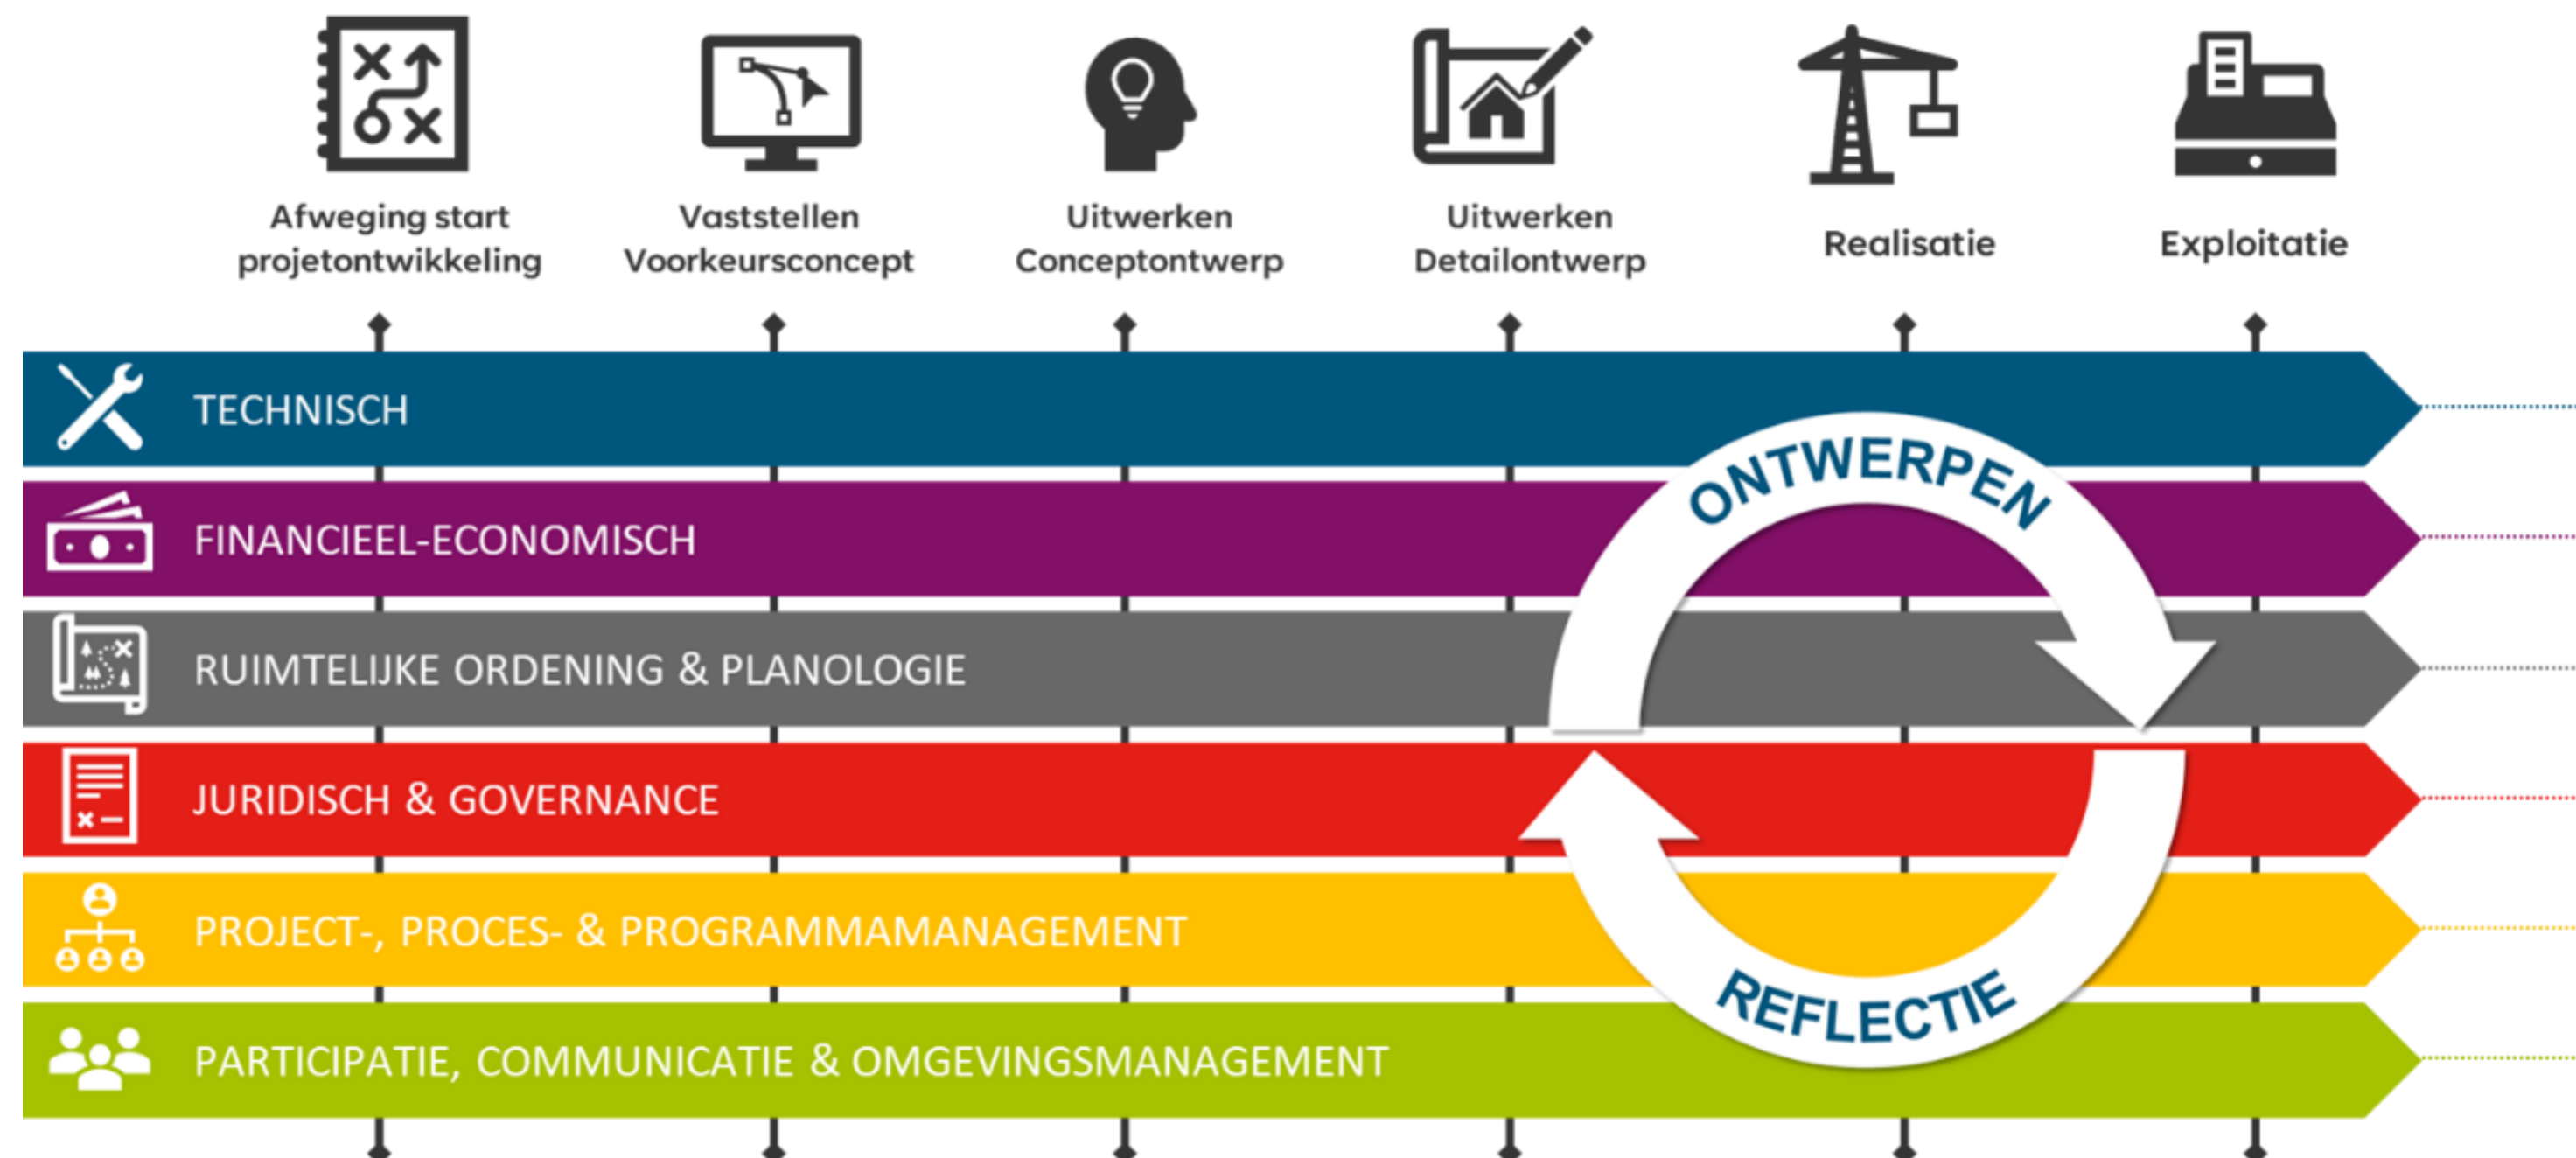 Afweging start
projetontwikkeling
Vaststellen
Voorkeursconcept
Uitwerken
Conceptontwerp
Uitwerken
Detailontwerp
Realisatie
Exploitatie
TECHNISCH
FINANCIEEL-ECONOMISCH
RUIMTELIJKE ORDENING & PLANOLOGIE
JURIDISCH & GOVERNANCE
PROJECT-, PROCES- & PROGRAMMAMANAGEMENT
PARTICIPATIE, COMMUNICATIE & OMGEVINGSMANAGEMENT
ONTWERPEN
REFLECTIE